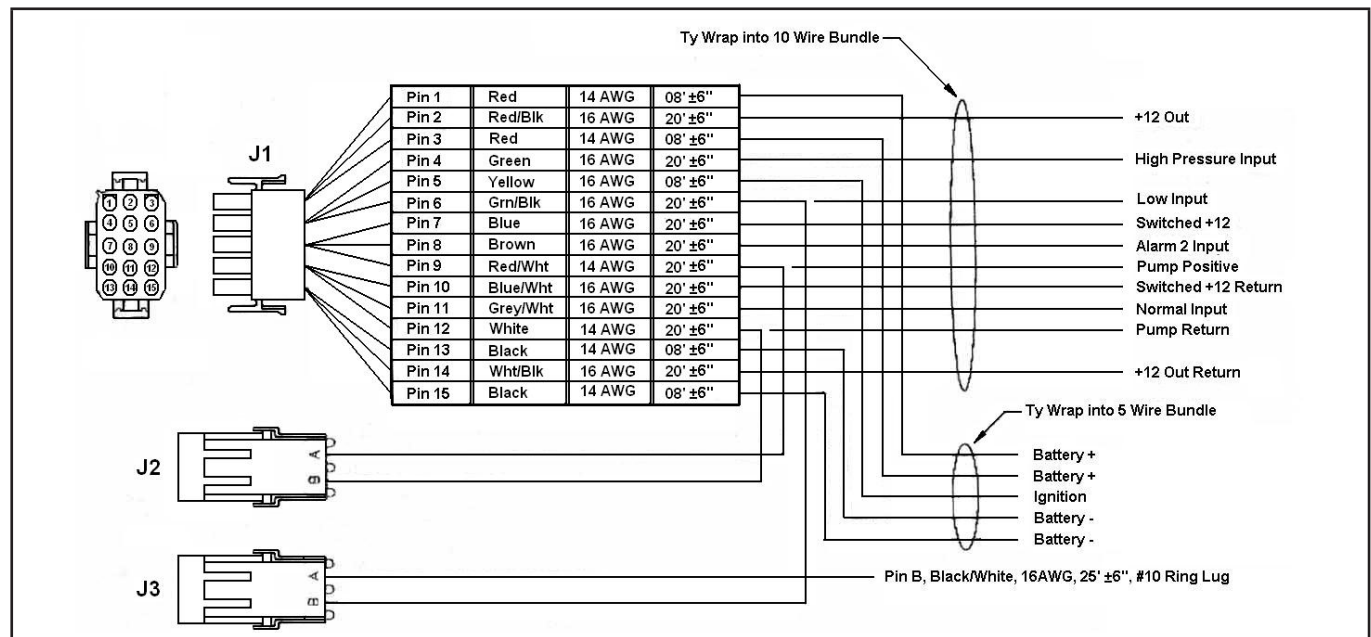 Ty Wrap into 10 Wire Bundle
J1
1 2 3
4 5 6
7 8 9
10 11 12
13 14 15
Pin 1 Red 14 AWG 08' ±6"
Pin 2 Red/Blk 16 AWG 20' ±6"
Pin 3 Red 14 AWG 08' ±6"
Pin 4 Green 16 AWG 20' ±6"
Pin 5 Yellow 16 AWG 08' ±6"
Pin 6 Grn/Blk 16 AWG 20' ±6"
Pin 7 Blue 16 AWG 20' ±6"
Pin 8 Brown 16 AWG 20' ±6"
Pin 9 Red/Wht 14 AWG 20' ±6"
Pin 10 Blue/Wht 16 AWG 20' ±6"
Pin 11 Grey/Wht 16 AWG 20' ±6"
Pin 12 White 14 AWG 20' ±6"
Pin 13 Black 14 AWG 08' ±6"
Pin 14 Wht/Blk 16 AWG 20' ±6"
Pin 15 Black 14 AWG 08' ±6"
+12 Out
High Pressure Input
Low Input
Switched +12
Alarm 2 Input
Pump Positive
Switched +12 Return
Normal Input
Pump Return
+12 Out Return
Ty Wrap into 5 Wire Bundle
Battery +
Battery +
Ignition
Battery -
Battery -
J2
A
B
J3
A
B
Pin B, Black/White, 16AWG, 25' ±6", #10 Ring Lug